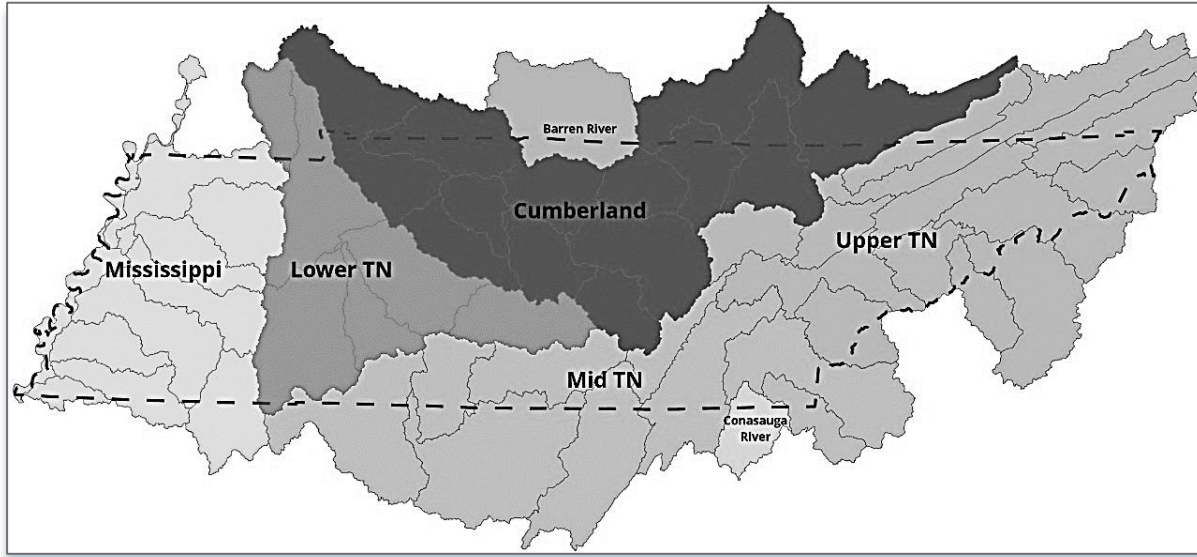 Barren River
Cumberland
Upper TN
Mississippi
Lower TN
Mid TN
Conasauga
River